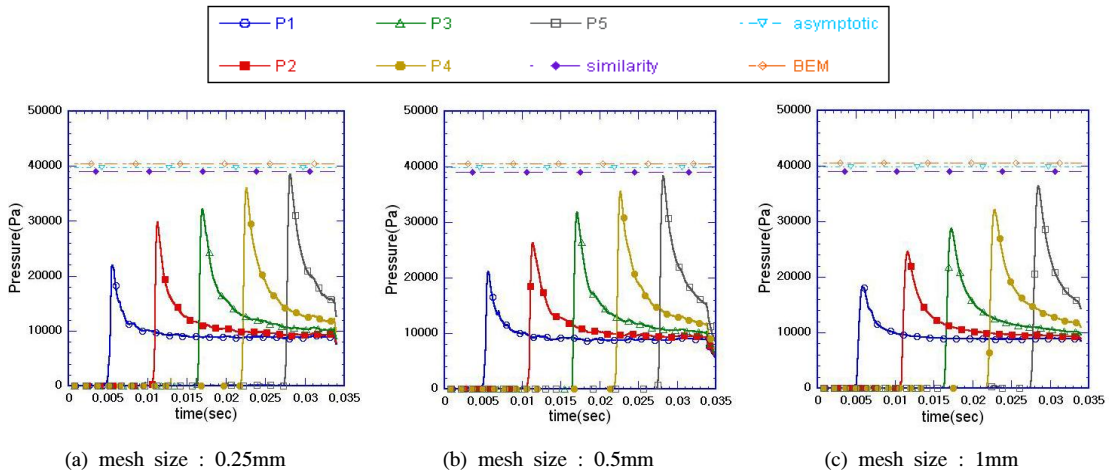 P1 P3 P5 asymptotic
P2 P4 similarity BEM
50000 50000 50000
40000 40000 40000
30000 30000 30000
20000 20000 20000
10000 10000 10000
0 0 0
Pressure(Pa) Pressure(Pa) Pressure(Pa)
0 0,005 0,01 0,015 0,02 0,025 0,03 0,035 0 0,005 0,01 0,015 0,02 0,025 0,03 0,035 0 0,005 0,01 0,015 0,02 0,025 0,03 0,035
time(sec) time(sec) time(sec)
(a) mesh size : 0.25mm (b) mesh size : 0.5mm (c) mesh size : 1mm